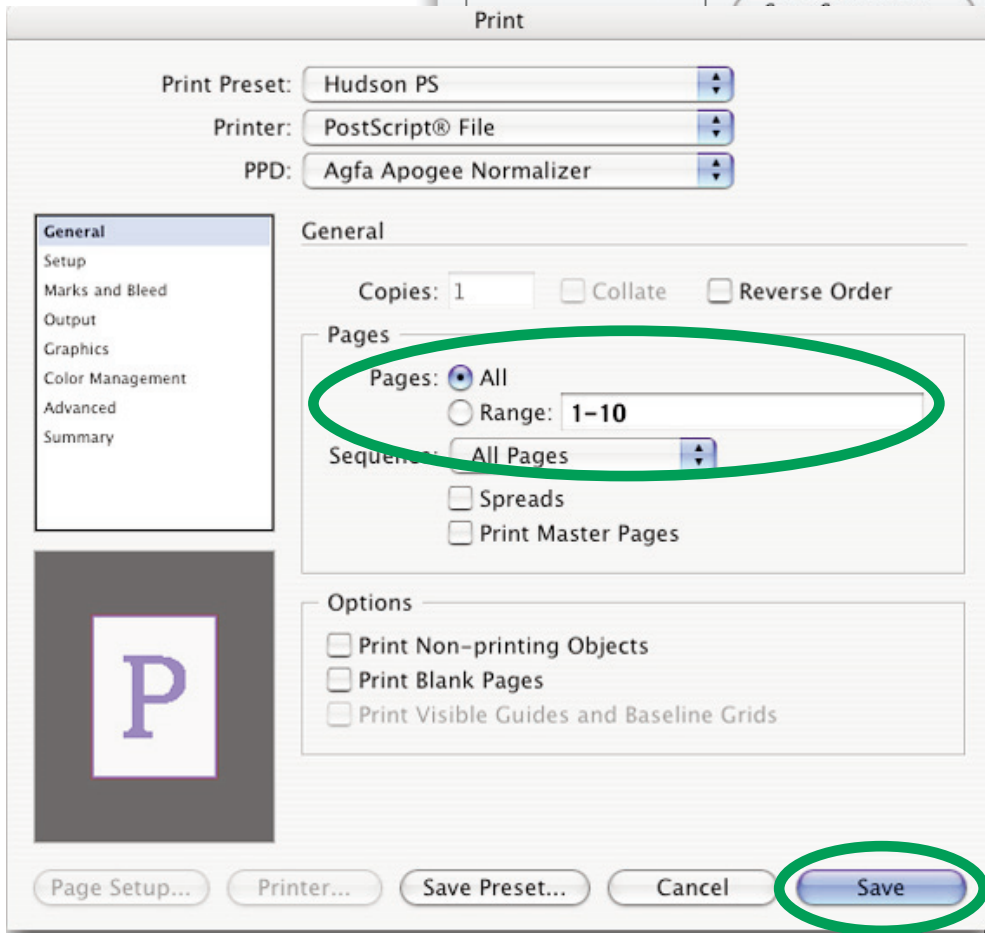 Print
Print Preset: Hudson PS
Printer: PostScript® File
PPD: Agfa Apogee Normalizer
General
Setup
Marks and Bleed
Output
Graphics
Color Management
Advanced
Summary
General
Copies: 1 Collate Reverse Order
Pages
Pages: All
Range: 1-10
Sequence: All Pages
Spreads
Print Master Pages
Options
Print Non-printing Objects
Print Blank Pages
Print Visible Guides and Baseline Grids
P
Page Setup... Printer... Save Preset... Cancel Save